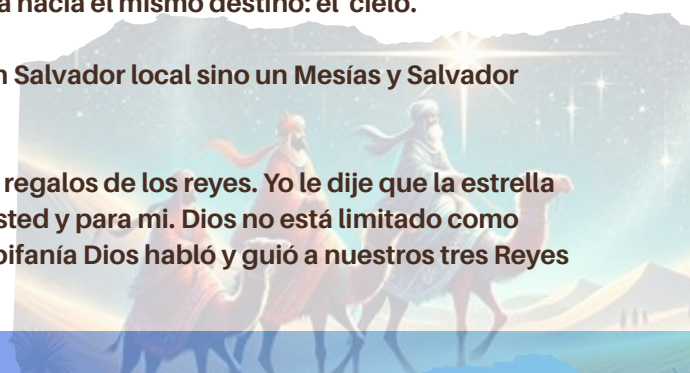 a hacia el mismo destino: el cielo.
n Salvador local sino un Mesías y Salvador
regalos de los reyes. Yo le dije que la estrella
sted y para mi. Dios no está limitado como
pifanía Dios habló y guió a nuestros tres Reyes